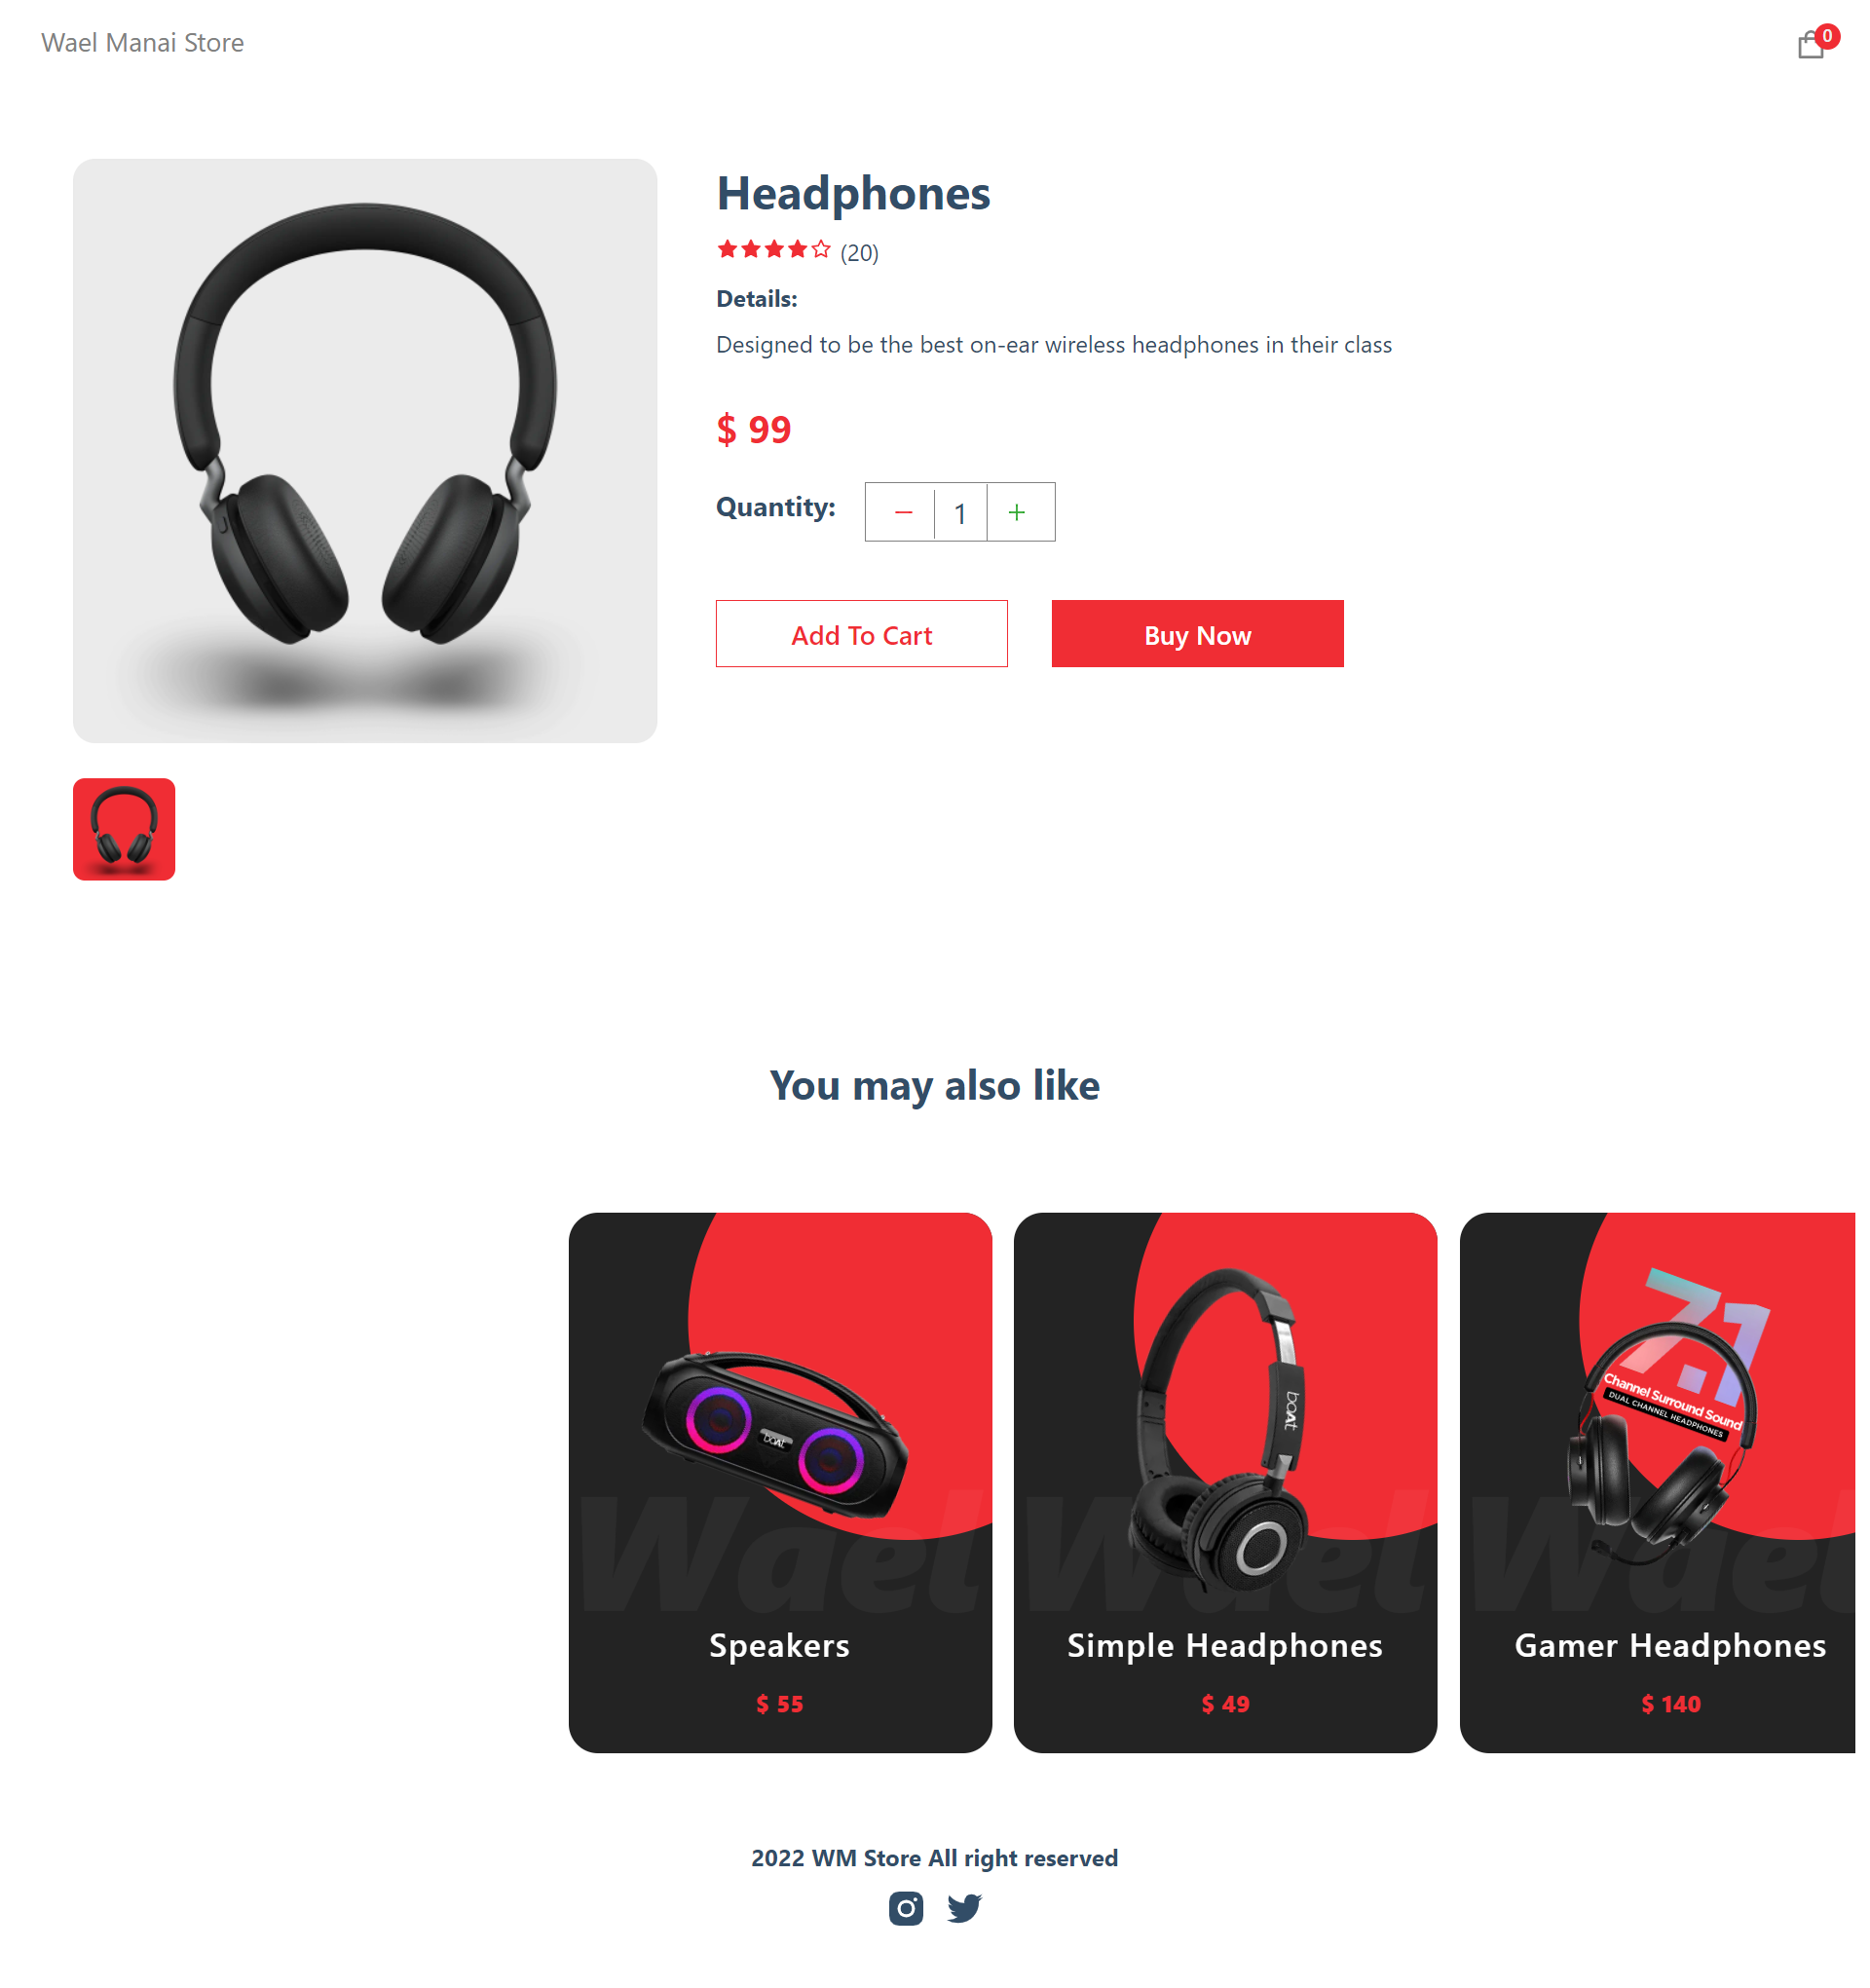 Wael Manai Store
0
Headphones
(20)
Details:
Designed to be the best on-ear wireless headphones in their class
$ 99
Quantity:
1
Add To Cart
Buy Now
You may also like
boAt
Wael
Speakers
$ 55
boAt
Wael
Simple Headphones
$ 49
7.1
Channel Surround Sound
DUAL CHANNEL HEADPHONES
Wael
Gamer Headphones
$ 140
2022 WM Store All right reserved